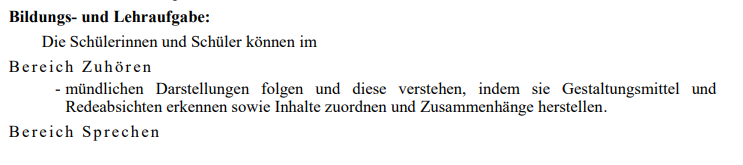 Bildungs- und Lehraufgabe:
Die Schülerinnen und Schüler können im
Bereich Zuhören
- mündlichen Darstellungen folgen und diese verstehen, indem sie Gestaltungsmittel und
Redeabsichten erkennen sowie Inhalte zuordnen und Zusammenhänge herstellen.
Bereich Sprechen